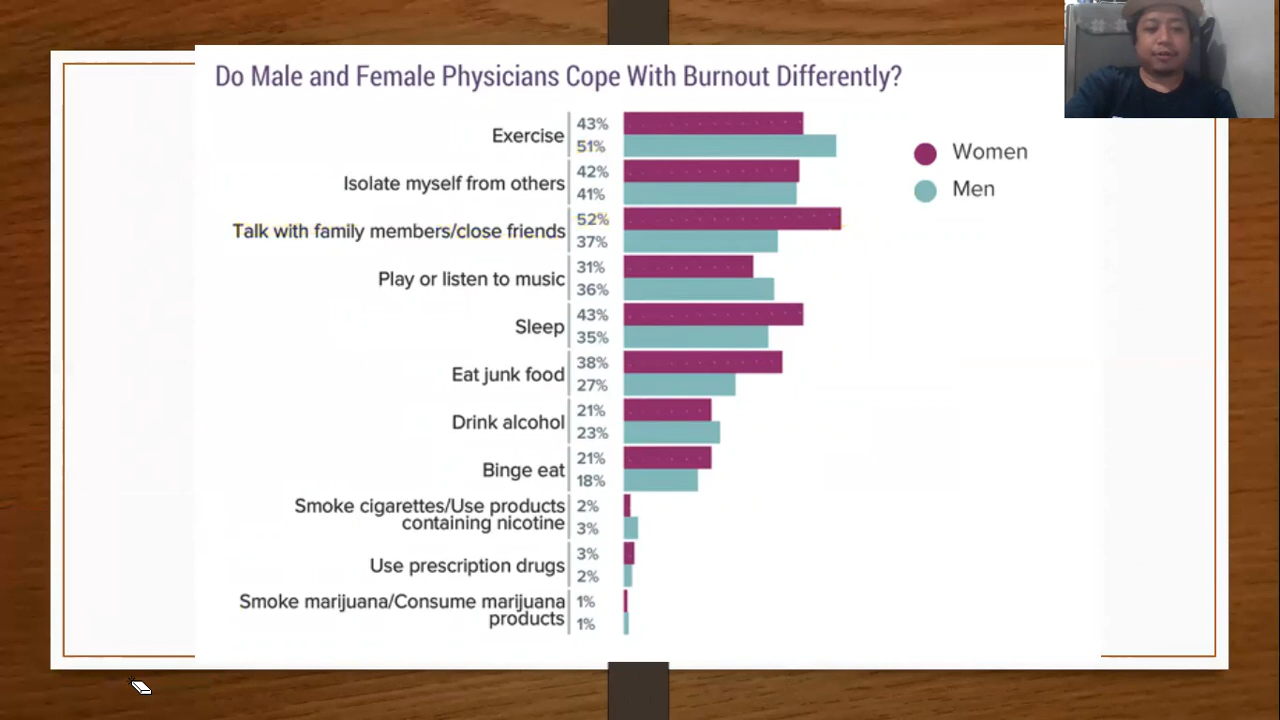 Do Male and Female Physicians Cope With Burnout Differently?
Exercise
43%
51%
Isolate myself from others
42%
41%
Talk with family members/close friends
52%
37%
Play or listen to music
31%
36%
Sleep
43%
35%
Eat junk food
38%
27%
Drink alcohol
21%
23%
Binge eat
21%
18%
Smoke cigarettes/Use products
containing nicotine
2%
3%
Use prescription drugs
3%
2%
Smoke marijuana/Consume marijuana
products
1%
1%
Women
Men